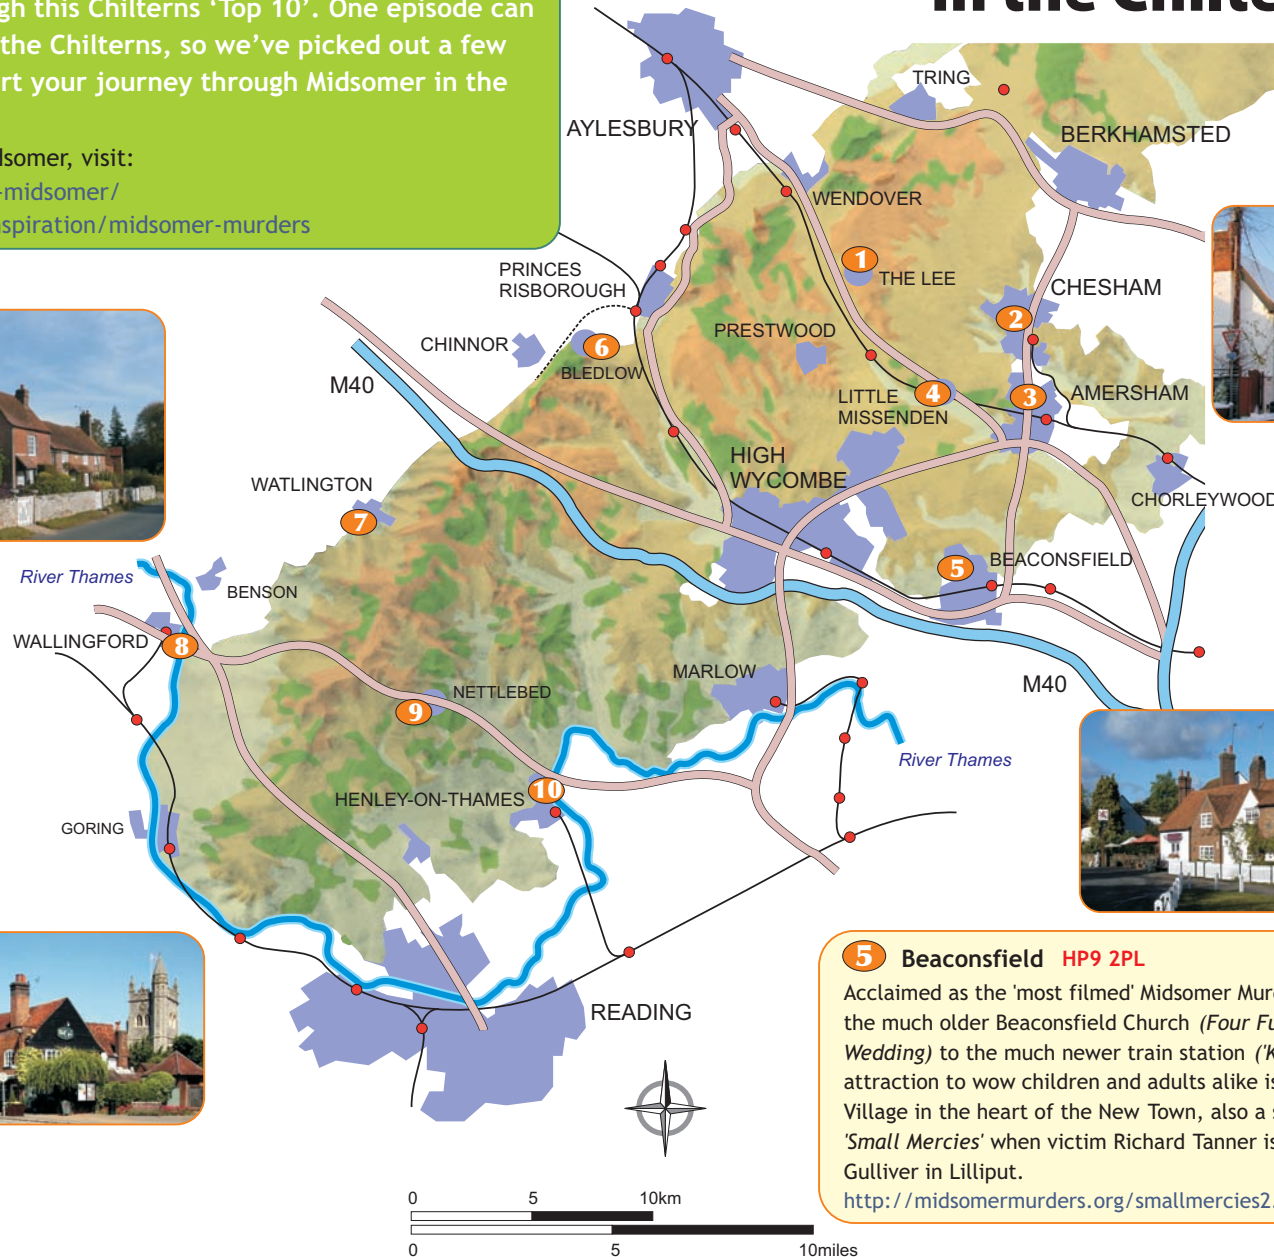 gh this Chilterns ‘Top 10’. One episode can
the Chilterns, so we’ve picked out a few
rt your journey through Midsomer in the
dsomer, visit:
-midsomer/
nspiration/midsomer-murders
in the Chilte
TRING
AYLESBURY
BERKHAMSTED
WENDOVER
1
THE LEE
PRINCES
RISBOROUGH
CHESHAM
2
PRESTWOOD
CHINNOR
6
BLEDLOW
M40
LITTLE
MISSENDEN
4
3
AMERSHAM
HIGH
WYCOMBE
WATLINGTON
7
CHORLEYWOOD
5
BEACONSFIELD
River Thames
BENSON
WALLINGFORD
8
MARLOW
M40
NETTLEBED
9
River Thames
HENLEY-ON-THAMES
10
GORING
READING
5 Beaconsfield HP9 2PL
Acclaimed as the 'most filmed' Midsomer Mur
the much older Beaconsfield Church (Four Fu
Wedding) to the much newer train station ('K
attraction to wow children and adults alike is
Village in the heart of the New Town, also a s
'Small Mercies' when victim Richard Tanner is
Gulliver in Lilliput.
http://midsomermurders.org/smallmercies2.
0 5 10km
0 5 10miles